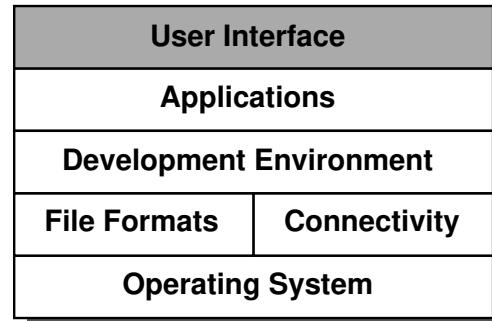 User Interface
Applications
Development Environment
File Formats Connectivity
Operating System